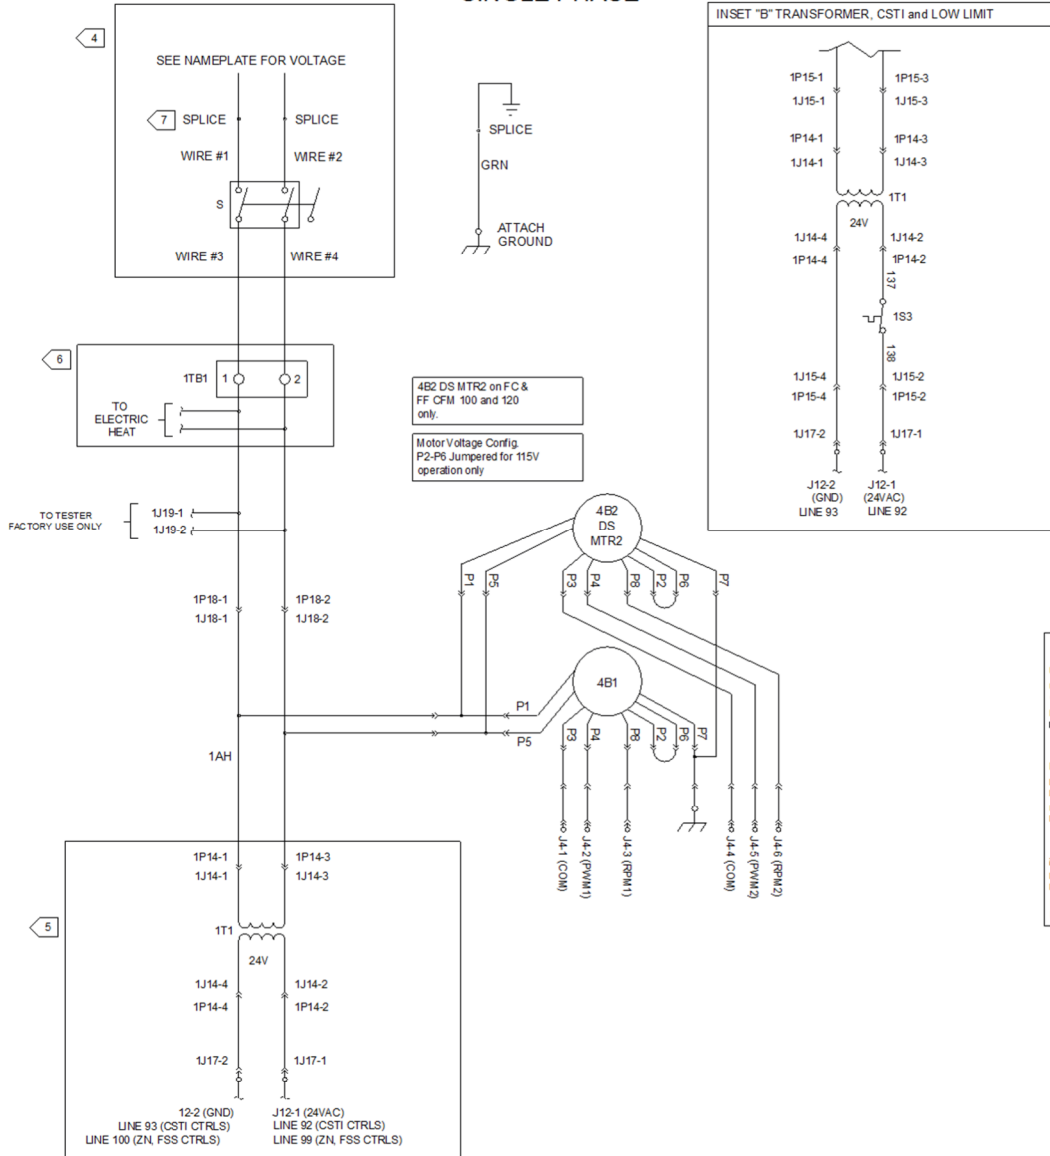 INSET "B" TRANSFORMER, CSTI and LOW LIMIT
4
SEE NAMEPLATE FOR VOLTAGE
7
SPLICE
SPLICE
WIRE #1
WIRE #2
S
WIRE #3
WIRE #4
SPLICE
GRN
ATTACH
GROUND
1P15-1
1P15-3
1J15-1
1J15-3
1P14-1
1P14-3
1J14-1
1J14-3
1T1
24V
1J14-4
1J14-2
1P14-4
1P14-2
137
1S3
138
1J15-4
1J15-2
1P15-4
1P15-2
1J17-2
1J17-1
J12-2
(GND)
LINE 93
J12-1
(24VAC)
LINE 92
6
1TB1
1
2
TO
ELECTRIC
HEAT
4B2 DS MTR2 on FC &
FF CFM 100 and 120
only.
Motor Voltage Config.
P2-P6 Jumpered for 115V
operation only
TO TESTER
FACTORY USE ONLY
1J19-1
1J19-2
4B2
DS
MTR2
P1
P5
P3
P4
P8
P2
P6
P7
1P18-1
1P18-2
1J18-1
1J18-2
4B1
P1
P5
P3
P4
P8
P2
P6
P7
1AH
J4-1 (COM)
J4-2 (PWM1)
J4-3 (RPM1)
J4-4 (COM)
J4-5 (PWM2)
J4-6 (RPM2)
5
1P14-1
1P14-3
1J14-1
1J14-3
1T1
24V
1J14-4
1J14-2
1P14-4
1P14-2
1J17-2
1J17-1
12-2 (GND)
LINE 93 (CSTI CTRLS)
LINE 100 (ZN, FSS CTRLS)
J12-1 (24VAC)
LINE 92 (CSTI CTRLS)
LINE 99 (ZN, FSS CTRLS)